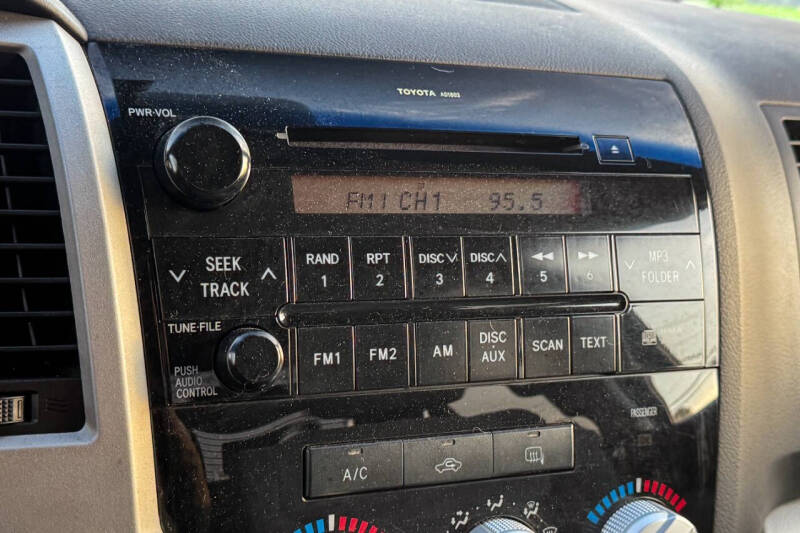 TOYOTA A51803
PWR·VOL
FM1 CH1 95.5
SEEK
TRACK
RAND
1
RPT
2
DISC
3
DISC
4
5
6
MP3
FOLDER
TUNE·FILE
PUSH
AUDIO
CONTROL
FM1
FM2
AM
DISC
AUX
SCAN
TEXT
PASSENGER
A/C